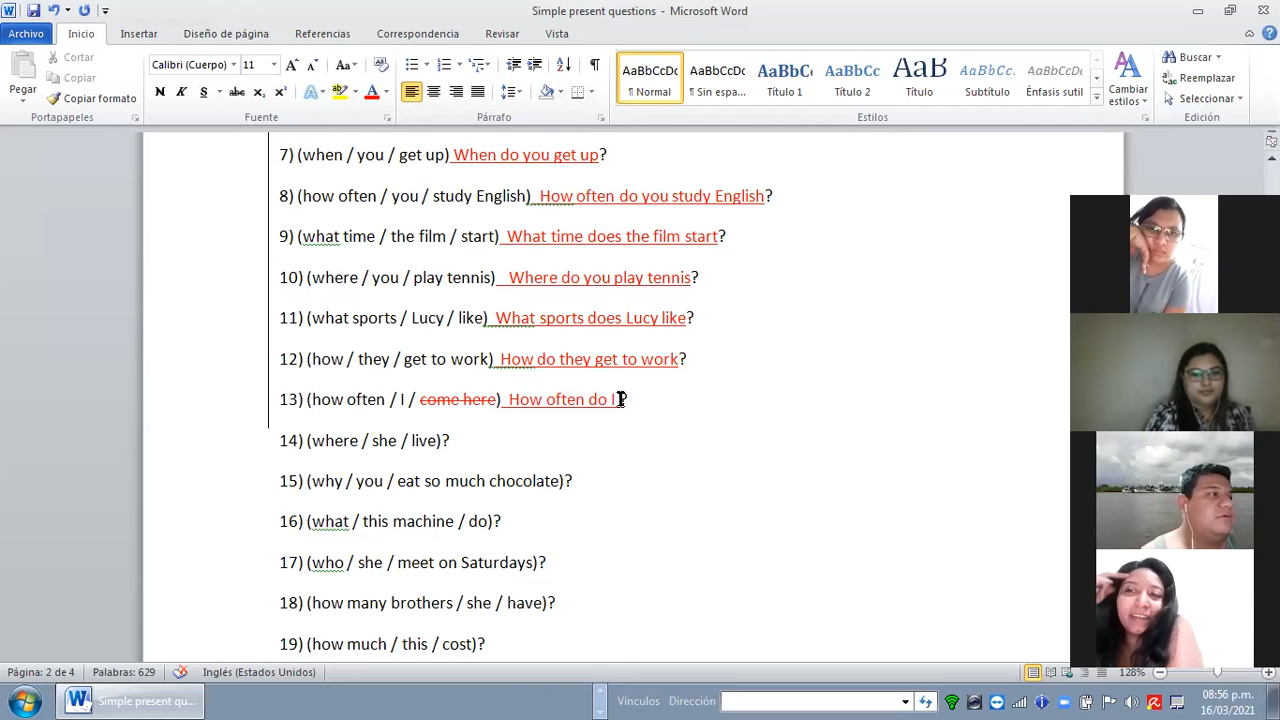 Simple present questions - Microsoft Word
Archivo Inicio Insertar Diseño de página Referencias Correspondencia Revisar Vista
Pegar
Cortar
Copiar
Copiar formato
Portapapeles
Calibri (Cuerpo) 11
N K S abc x₂ x² Aa A
Fuente
Párrafo
AaBbCcDc AaBbCcDc AaBbC AaBbCc AaB AaBbCc. AaBbCcDc
¶ Normal ¶ Sin espa... Título 1 Título 2 Título Subtítulo Énfasis sutil
Cambiar estilos
Estilos
Buscar
Reemplazar
Seleccionar
Edición
7) (when / you / get up) When do you get up?
8) (how often / you / study English) How often do you study English?
9) (what time / the film / start) What time does the film start?
10) (where / you / play tennis) Where do you play tennis?
11) (what sports / Lucy / like) What sports does Lucy like?
12) (how / they / get to work) How do they get to work?
13) (how often / I / come here) How often do I ?
14) (where / she / live)?
15) (why / you / eat so much chocolate)?
16) (what / this machine / do)?
17) (who / she / meet on Saturdays)?
18) (how many brothers / she / have)?
19) (how much / this / cost)?
Página: 2 de 4 Palabras: 629 Inglés (Estados Unidos) 128%
Simple present qu... Vínculos Dirección 08:56 p.m.
16/03/2021